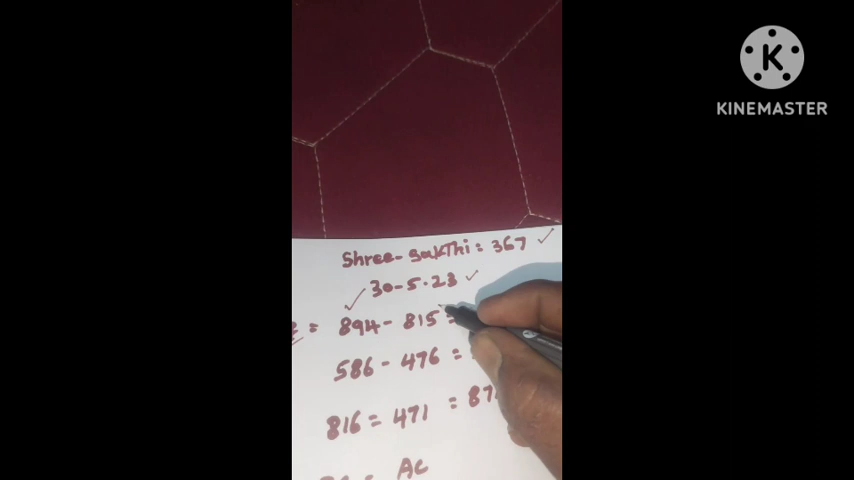 KINEMASTER
Shree-sakThi = 367
30-5.23
= 894 - 815 =
586 - 476 =
816 = 471 = 87
= AC